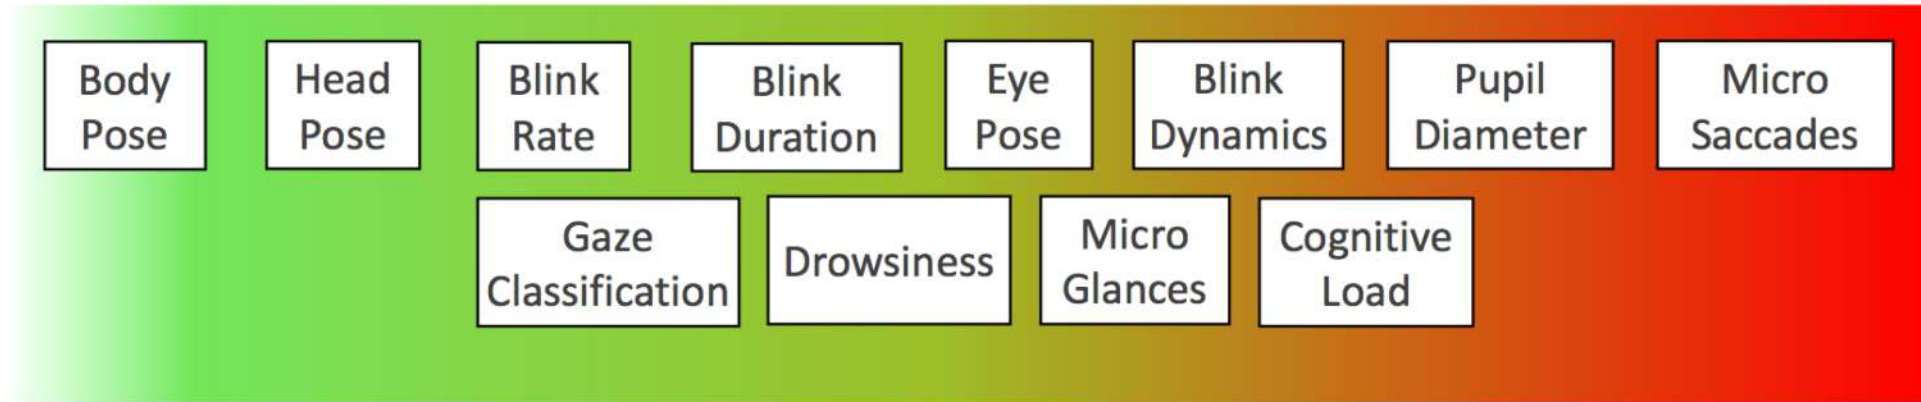 Body
Pose
Head
Pose
Blink
Rate
Blink
Duration
Eye
Pose
Blink
Dynamics
Pupil
Diameter
Micro
Saccades
Gaze
Classification
Drowsiness
Micro
Glances
Cognitive
Load